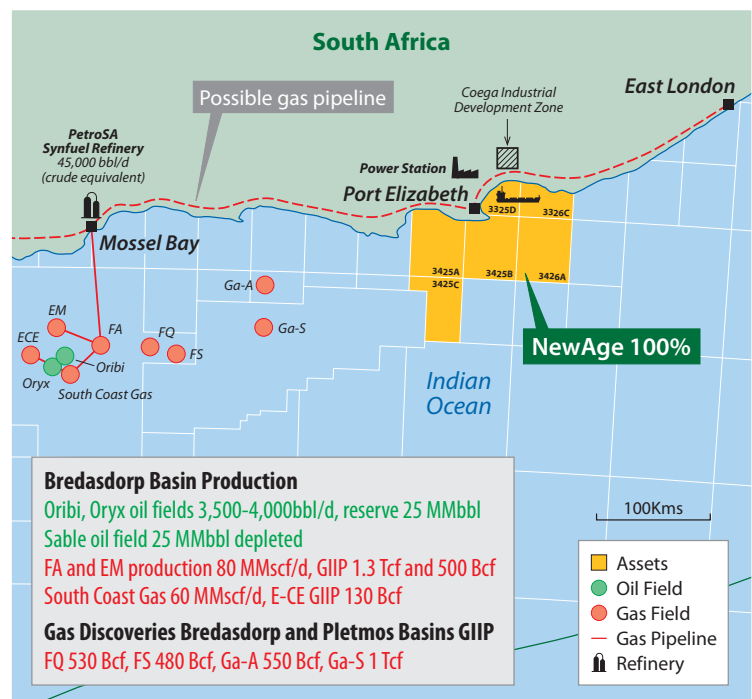 South Africa
Possible gas pipeline
Coega Industrial
Development Zone
East London
PetroSA
Synfuel Refinery
45,000 bbl/d
(crude equivalent)
Power Station
Port Elizabeth
3325D
3326C
Mossel Bay
3425A
3425B
3426A
3425C
Ga-A
EM
FA
FQ
Ga-S
ECE
FS
Oribi
Oryx
South Coast Gas
NewAge 100%
Indian
Ocean
Bredasdorp Basin Production
Oribi, Oryx oil fields 3,500-4,000bbl/d, reserve 25 MMbbl
Sable oil field 25 MMbbl depleted
FA and EM production 80 MMscf/d, GIIP 1.3 Tcf and 500 Bcf
South Coast Gas 60 MMscf/d, E-CE GIIP 130 Bcf
Gas Discoveries Bredasdorp and Pletmos Basins GIIP
FQ 530 Bcf, FS 480 Bcf, Ga-A 550 Bcf, Ga-S 1 Tcf
100Kms
Assets
Oil Field
Gas Field
Gas Pipeline
Refinery